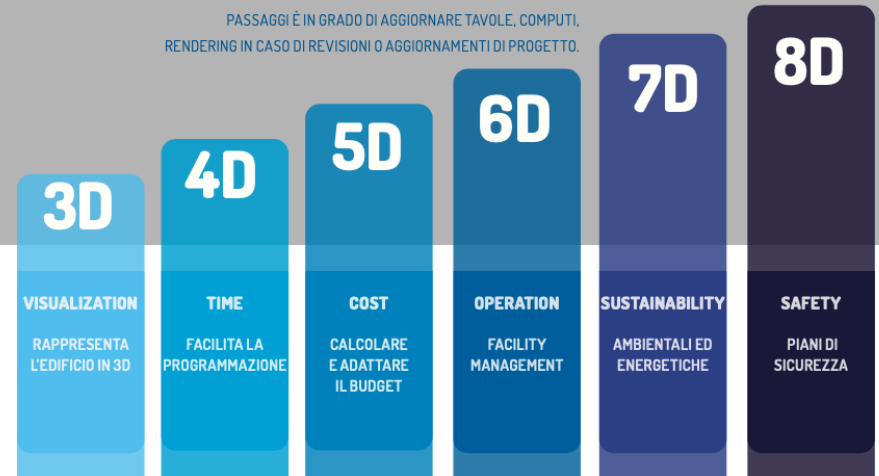 PASSAGGI È IN GRADO DI AGGIORNARE TAVOLE, COMPUTI,
RENDERING IN CASO DI REVISIONI O AGGIORNAMENTI DI PROGETTO.
3D
VISUALIZATION
RAPPRESENTA
L'EDIFICIO IN 3D
4D
TIME
FACILITA LA
PROGRAMMAZIONE
5D
COST
CALCOLARE
E ADATTARE
IL BUDGET
6D
OPERATION
FACILITY
MANAGEMENT
7D
SUSTAINABILITY
AMBIENTALI ED
ENERGETICHE
8D
SAFETY
PIANI DI
SICUREZZA